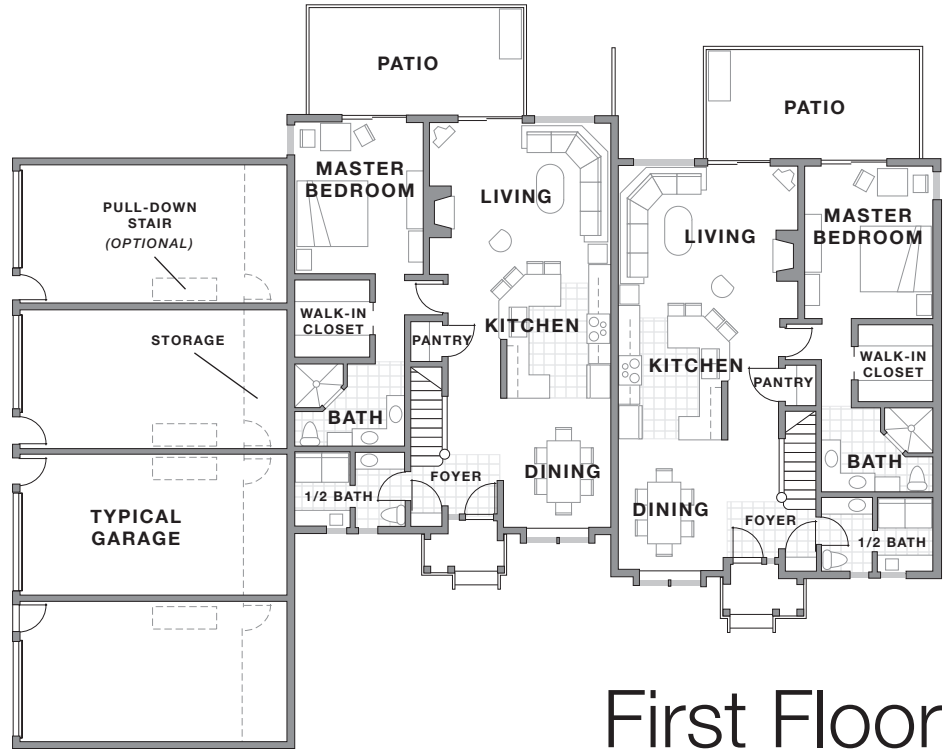 PATIO
PATIO
MASTER
BEDROOM
LIVING
PULL-DOWN
STAIR
(OPTIONAL)
LIVING
MASTER
BEDROOM
WALK-IN
CLOSET
KITCHEN
PANTRY
STORAGE
KITCHEN
WALK-IN
CLOSET
PANTRY
BATH
BATH
DINING
FOYER
1/2 BATH
TYPICAL
GARAGE
DINING
FOYER
1/2 BATH
First Floor